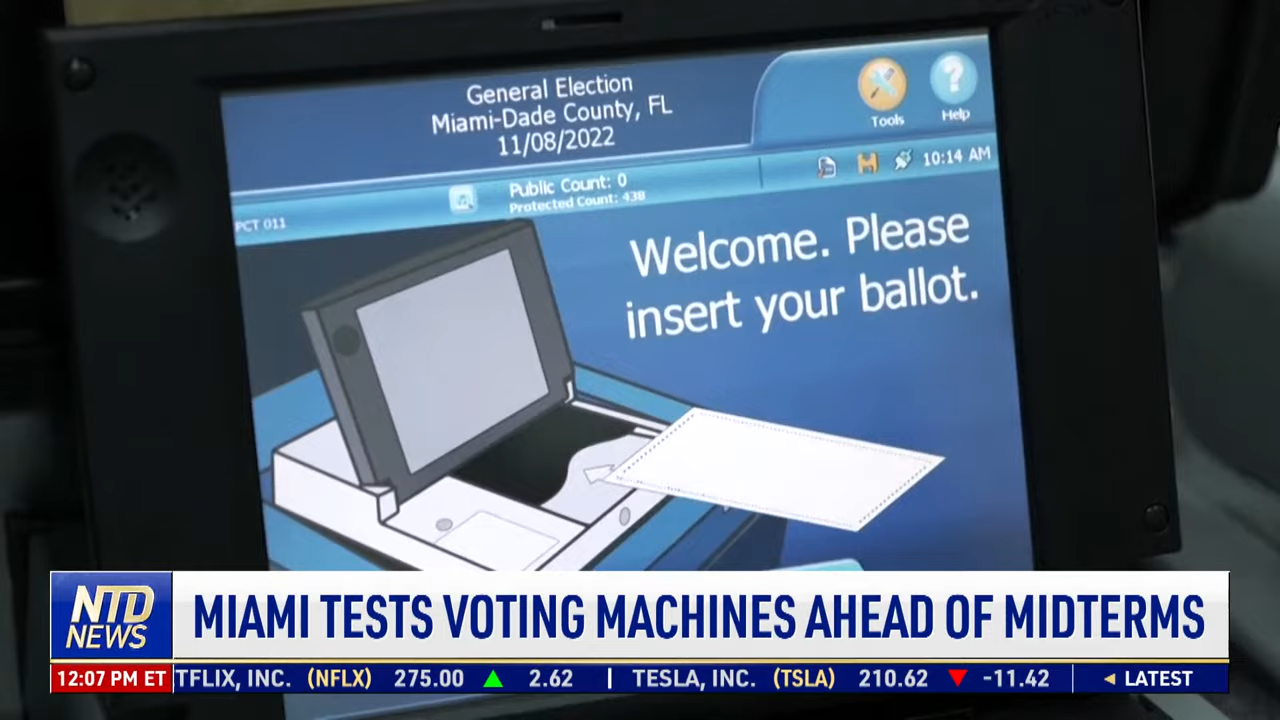 General Election
Miami-Dade County, FL
11/08/2022
Tools
Help
Public Count: 0
Protected Count: 438
10:14 AM
PCT 011
Welcome. Please
insert your ballot.
NTD
NEWS
MIAMI TESTS VOTING MACHINES AHEAD OF MIDTERMS
12:07 PM ET
TFLIX, INC. (NFLX) 275.00 ▲ 2.62 | TESLA, INC. (TSLA) 210.62 ▼ -11.42
◄ LATEST